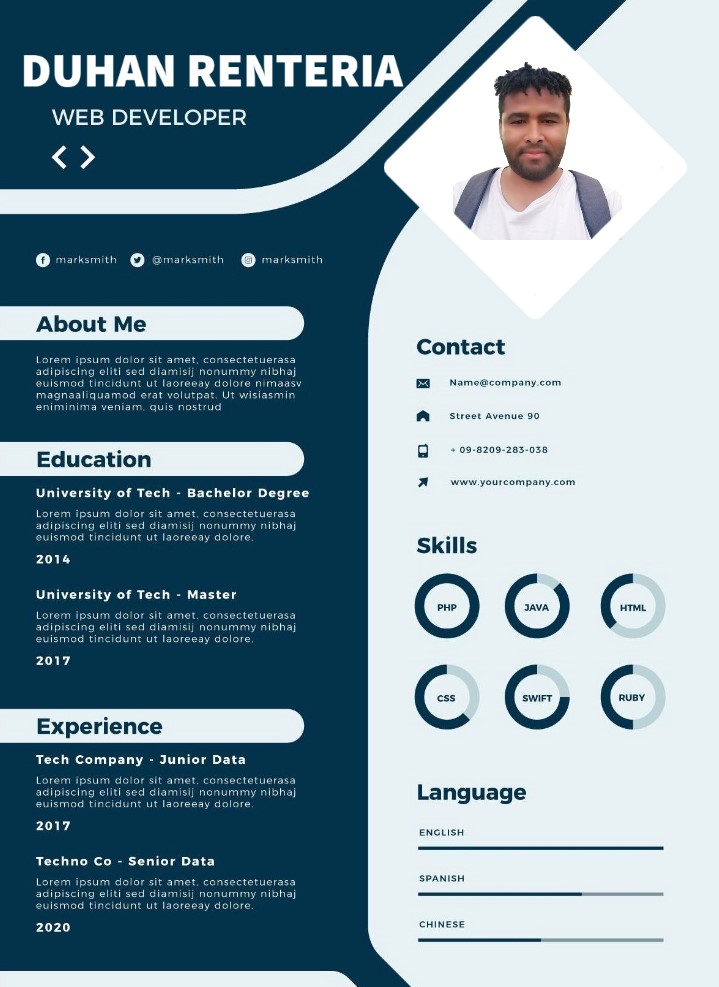 DUHAN RENTERIA
WEB DEVELOPER
marksmith @marksmith marksmith
About Me
Lorem ipsum dolor sit amet, consectetuerasa
adipiscing eliti sed diamisij nonummy nibhaj
euismod tincidunt ut laoreeay dolore nimaasv
magnaaliquamod erat volutpat. Ut wisiasmin
eniminima veniam, quis nostrud
Education
University of Tech - Bachelor Degree
Lorem ipsum dolor sit amet, consectetuerasa
adipiscing eliti sed diamisij nonummy nibhaj
euismod tincidunt ut laoreeay dolore.
2014
University of Tech - Master
Lorem ipsum dolor sit amet, consectetuerasa
adipiscing eliti sed diamisij nonummy nibhaj
euismod tincidunt ut laoreeay dolore.
2017
Experience
Tech Company - Junior Data
Lorem ipsum dolor sit amet, consectetuerasa
adipiscing eliti sed diamisij nonummy nibhaj
euismod tincidunt ut laoreeay dolore.
2017
Techno Co - Senior Data
Lorem ipsum dolor sit amet, consectetuerasa
adipiscing eliti sed diamisij nonummy nibhaj
euismod tincidunt ut laoreeay dolore.
2020
Contact
Name@company.com
Street Avenue 90
+ 09-8209-283-038
www.yourcompany.com
Skills
PHP JAVA HTML
CSS SWIFT RUBY
Language
ENGLISH
SPANISH
CHINESE